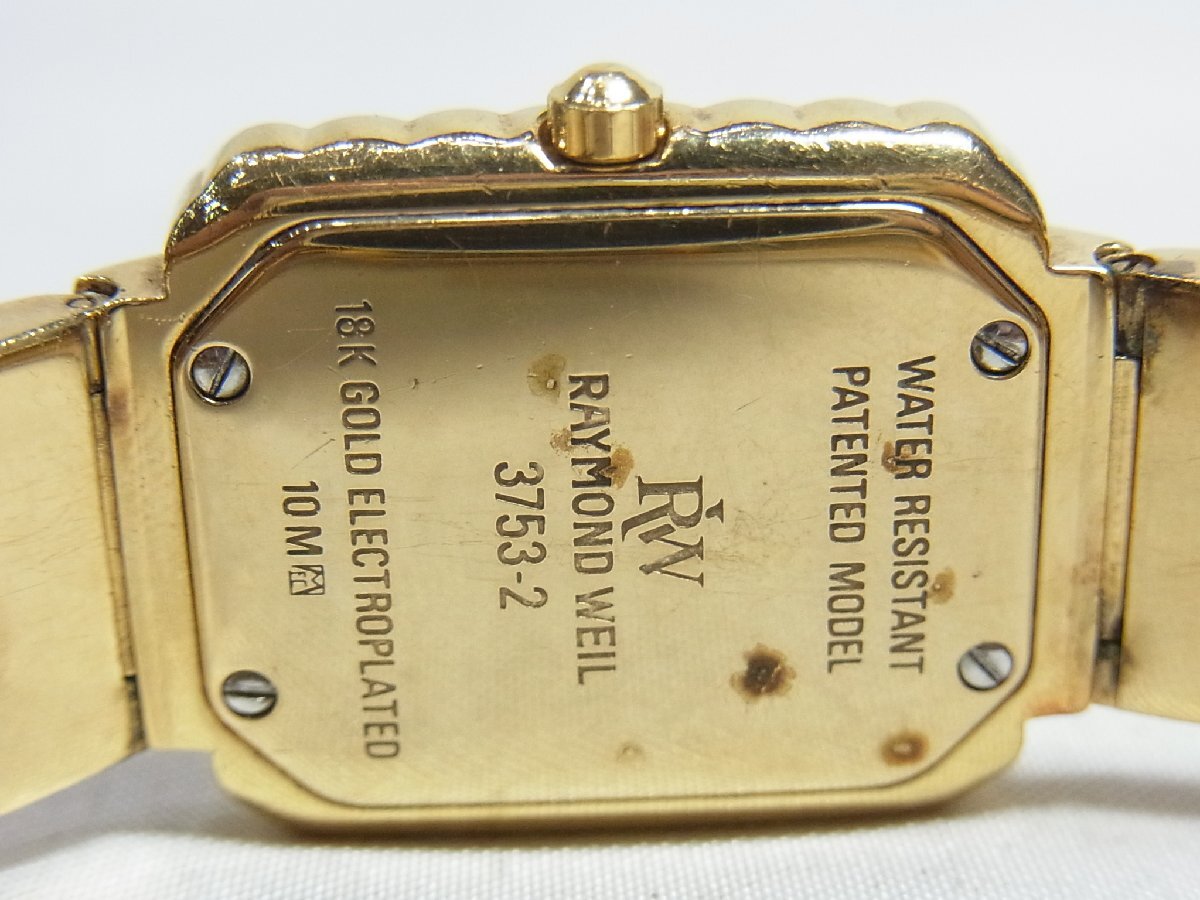 WATER RESISTANT
PATENTED MODEL
RW
RAYMOND WEIL
3753-2
18K GOLD ELECTROPLATED
10 M